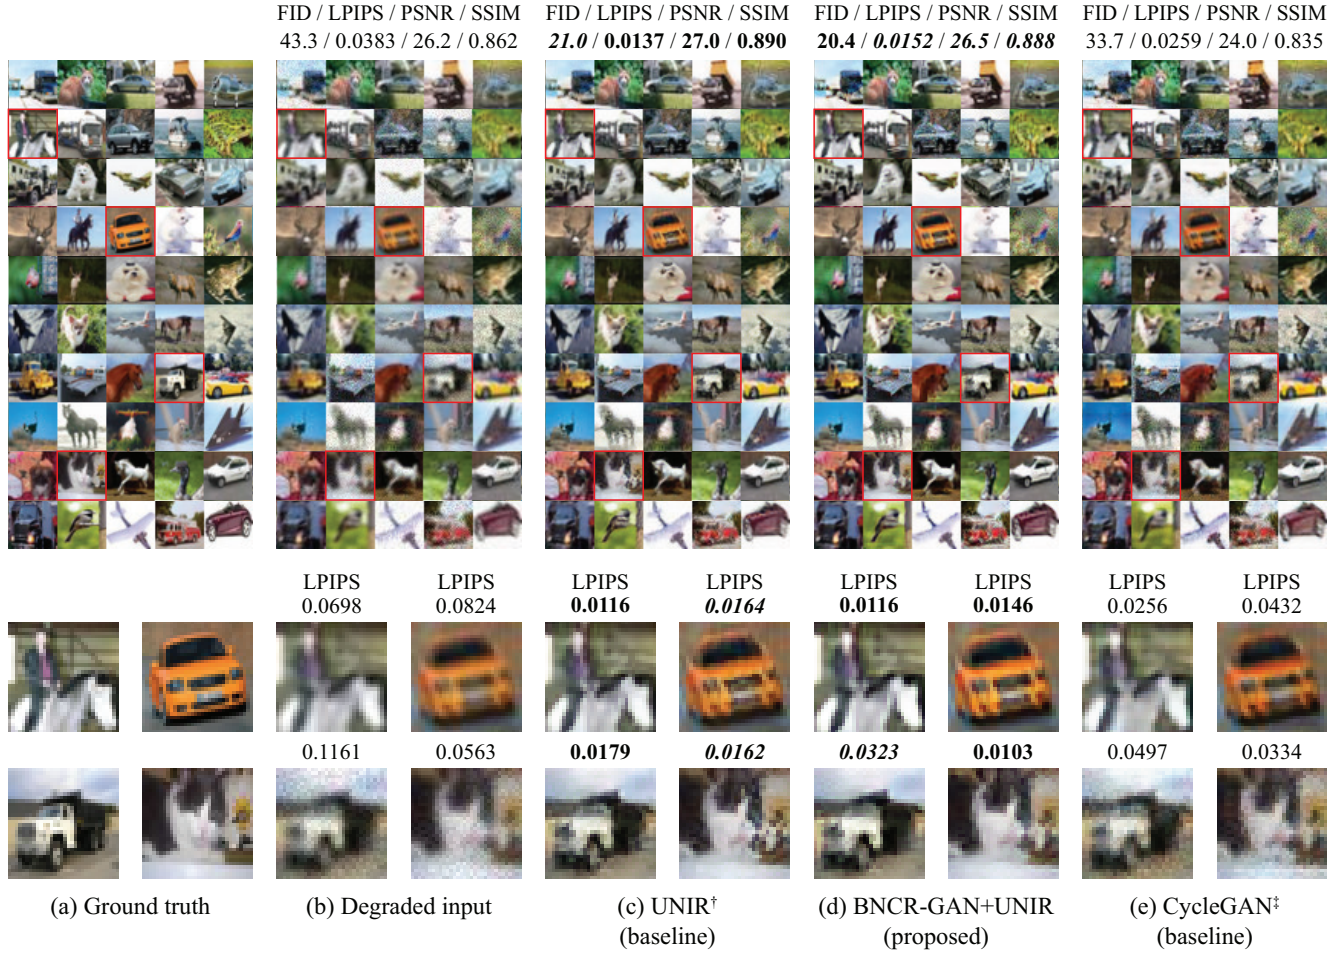 FID / LPIPS / PSNR / SSIM
43.3 / 0.0383 / 26.2 / 0.862
FID / LPIPS / PSNR / SSIM
21.0 / 0.0137 / 27.0 / 0.890
FID / LPIPS / PSNR / SSIM
20.4 / 0.0152 / 26.5 / 0.888
FID / LPIPS / PSNR / SSIM
33.7 / 0.0259 / 24.0 / 0.835
LPIPS LPIPS LPIPS LPIPS LPIPS LPIPS LPIPS LPIPS
0.0698 0.0824 0.0116 0.0164 0.0116 0.0146 0.0256 0.0432
0.1161 0.0563 0.0179 0.0162 0.0323 0.0103 0.0497 0.0334
(a) Ground truth
(b) Degraded input
(c) UNIR†
(baseline)
(d) BNCR-GAN+UNIR
(proposed)
(e) CycleGAN‡
(baseline)